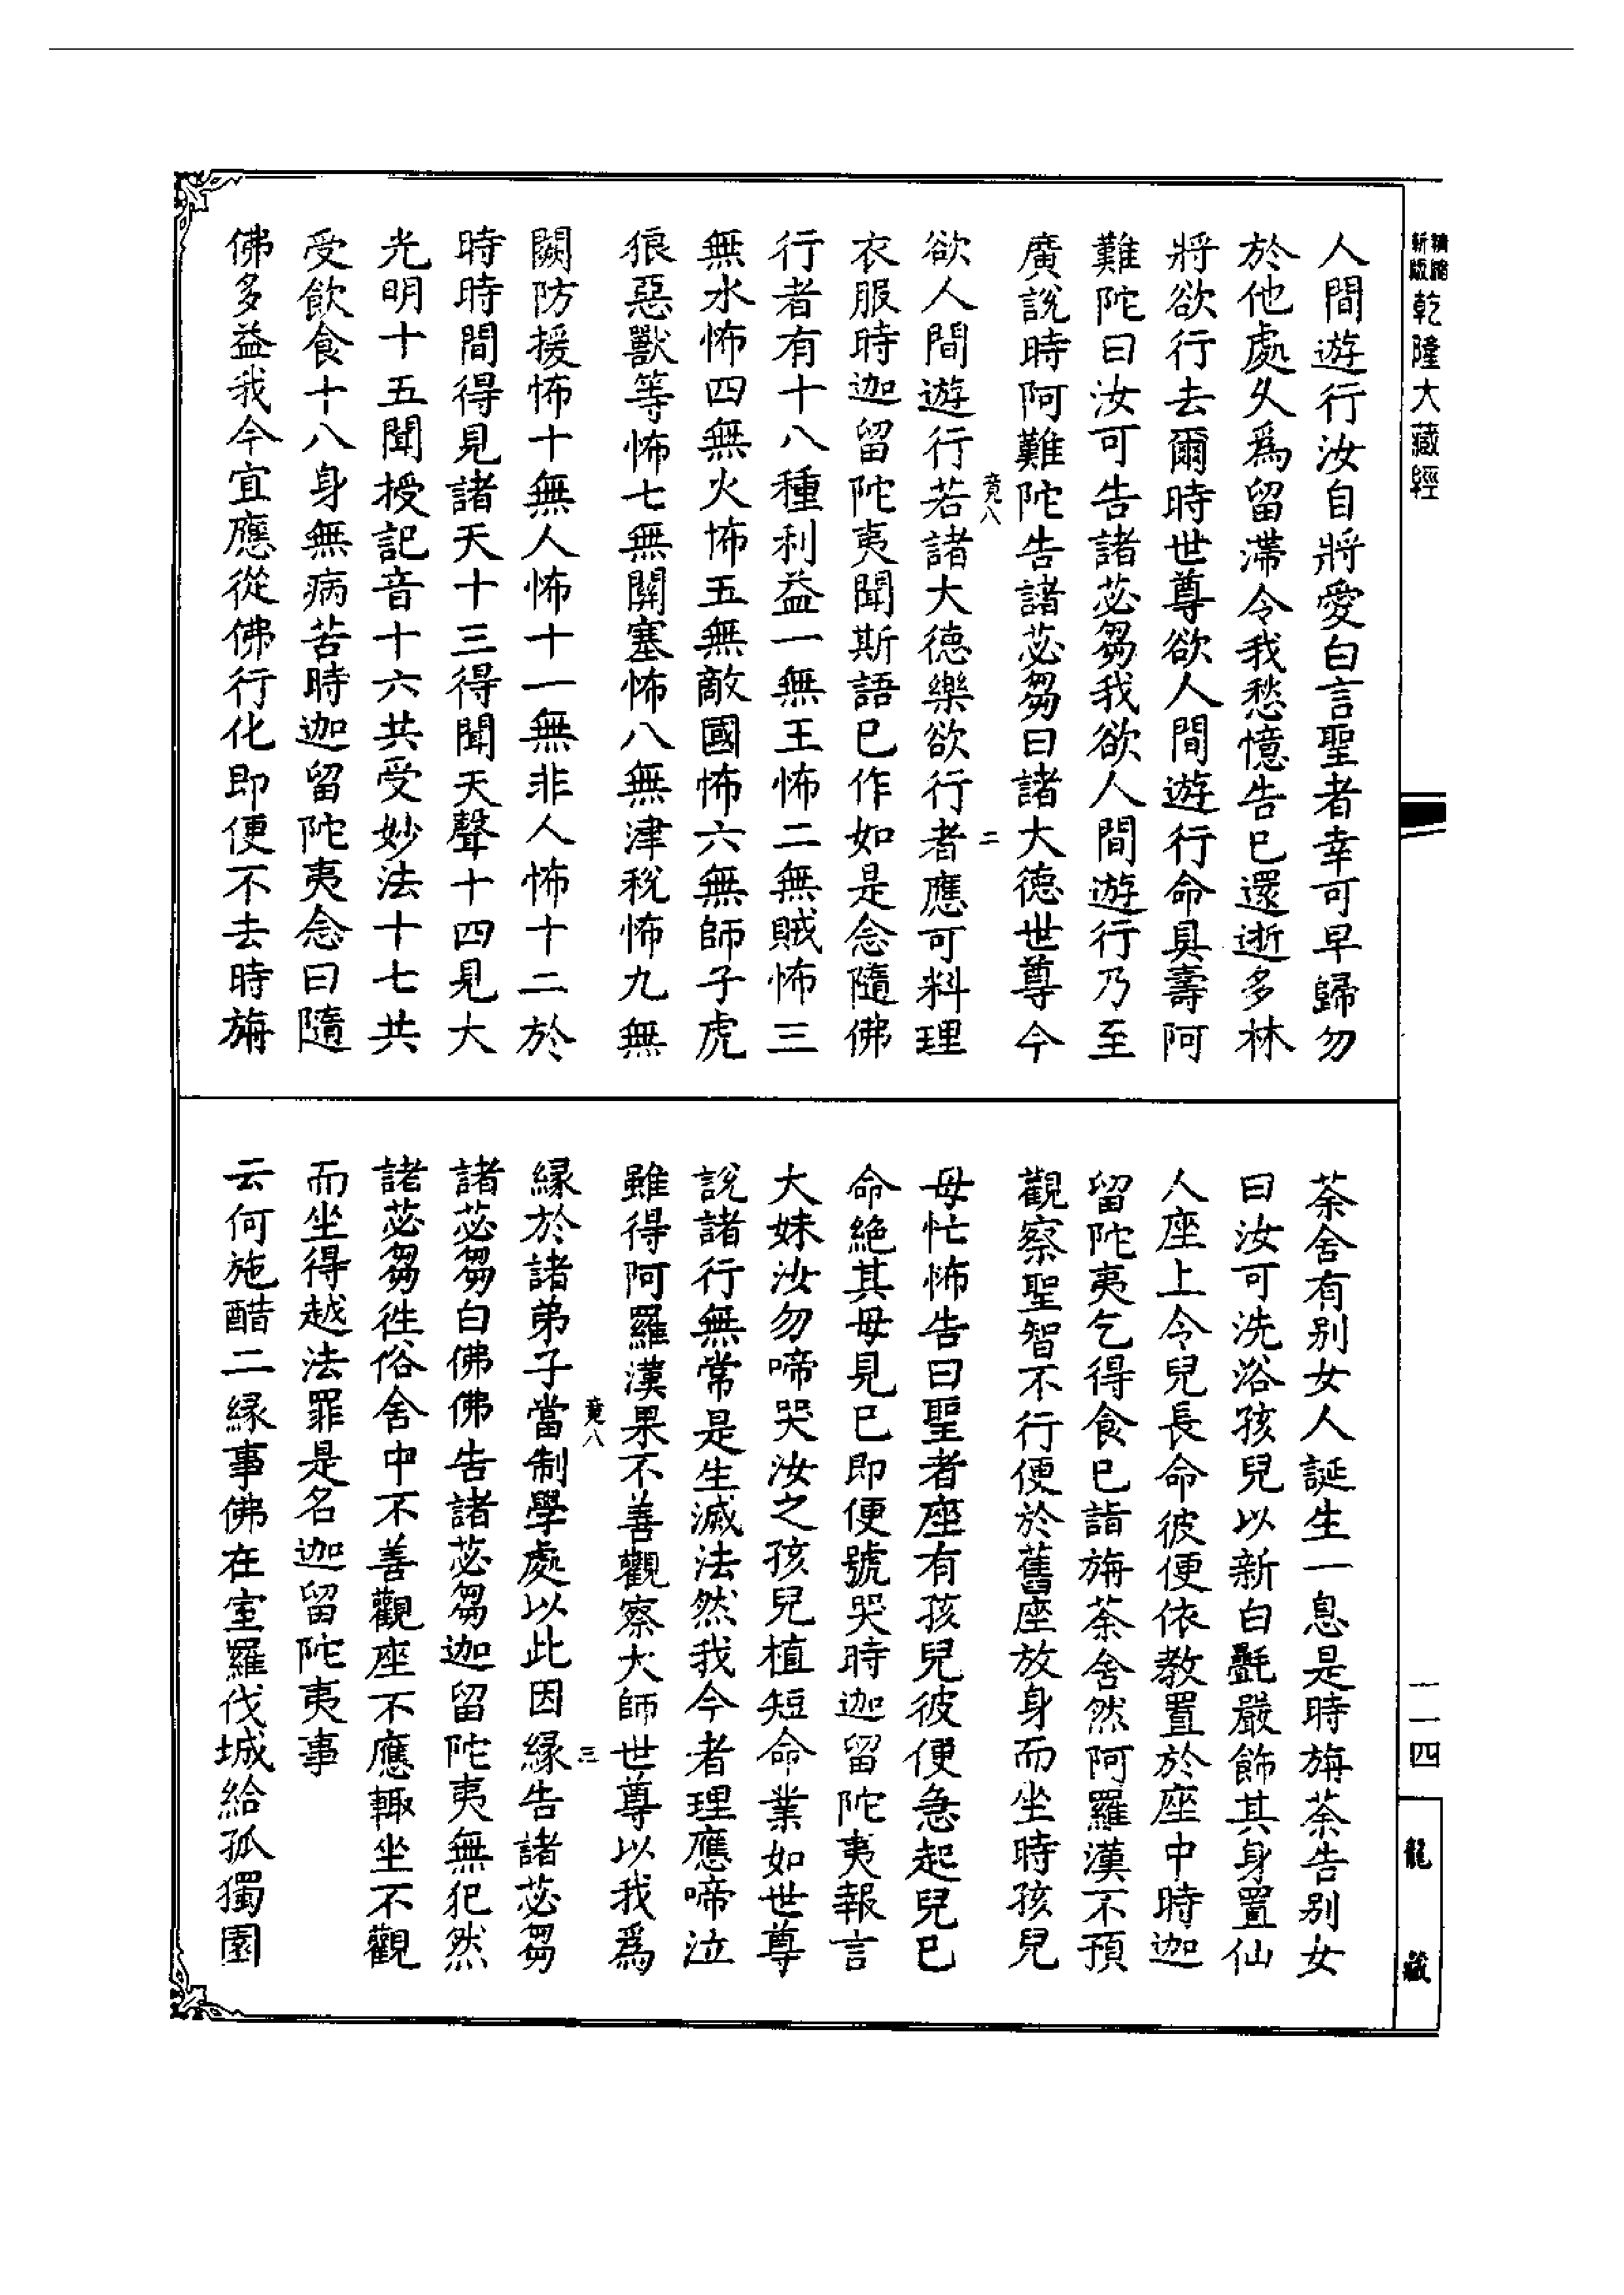 精縮
新版
乾隆大藏經
人間遊行汝自將愛白言聖者幸可早歸勿
於他處久爲留滯令我愁憶告已還逝多林
將欲行去爾時世尊欲人間遊行命具壽阿
難陀曰汝可告諸苾芻我欲人間遊行乃至
廣說時阿難陀告諸苾芻曰諸大德世尊今
竟八
二
欲人間遊行若諸大德樂欲行者應可料理
衣服時迦留陀夷聞斯語已作如是念隨佛
行者有十八種利益一無王怖二無賊怖三
無水怖四無火怖五無敵國怖六無師子虎
狼惡獸等怖七無關塞怖八無津稅怖九無
闕防援怖十無人怖十一無非人怖十二於
時時間得見諸天十三得聞天聲十四見大
光明十五聞授記音十六共受妙法十七共
受飲食十八身無病苦時迦留陀夷念曰隨
佛多益我今宜應從佛行化即便不去時旃
荼舍有別女人誕生一息是時旃荼告別女
曰汝可洗浴孩兒以新白㲲嚴飾其身置仙
人座上令兒長命彼便依教置於座中時迦
留陀夷乞得食已詣旃荼舍然阿羅漢不預
觀察聖智不行便於舊座放身而坐時孩兒
母忙怖告曰聖者座有孩兒彼便急起兒已
命絶其母見已即便號哭時迦留陀夷報言
大妹汝勿啼哭汝之孩兒植短命業如世尊
說諸行無常是生滅法然我今者理應啼泣
雖得阿羅漢果不善觀察大師世尊以我爲
竟八
三
緣於諸弟子當制學處以此因緣告諸苾芻
諸苾芻白佛佛告諸苾芻迦留陀夷無犯然
諸苾芻徃俗舍中不善觀座不應輙坐不觀
而坐得越法罪是名迦留陀夷事
云何施醋二緣事佛在室羅伐城給孤獨園
一一四
龍藏